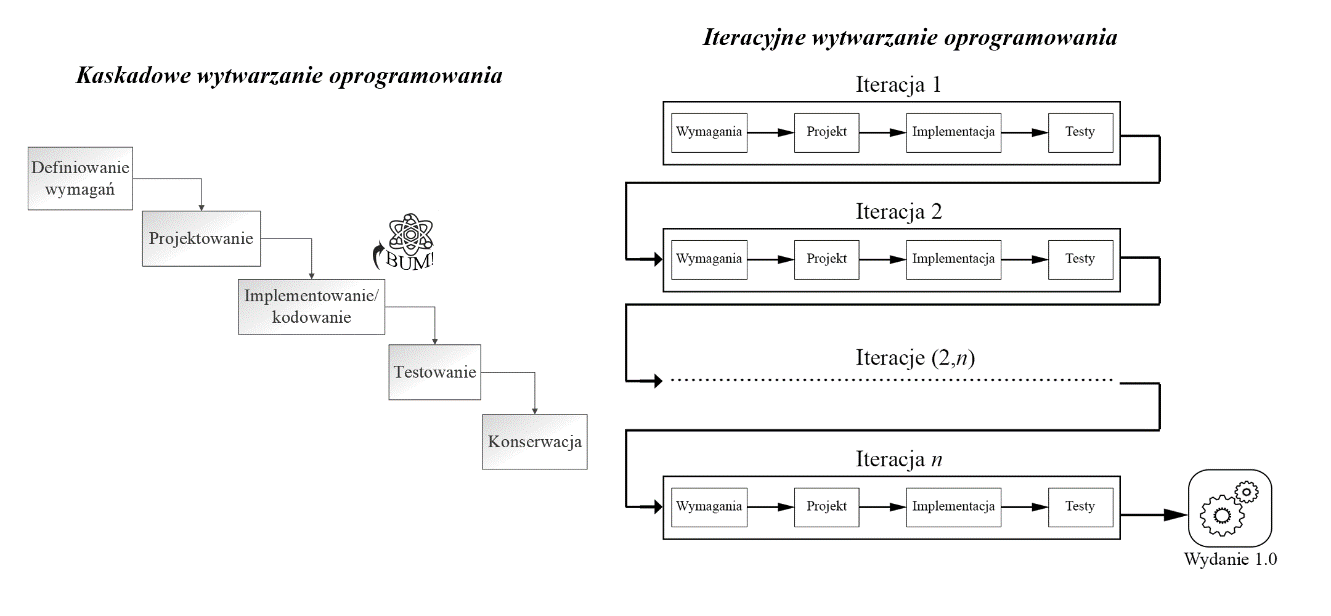 Kaskadowe wytwarzanie oprogramowania
Definiowanie
wymagań
Projektowanie
BUM!
Implementowanie/
kodowanie
Testowanie
Konserwacja
Iteracyjne wytwarzanie oprogramowania
Iteracja 1
Wymagania
Projekt
Implementacja
Testy
Iteracja 2
Wymagania
Projekt
Implementacja
Testy
Iteracje (2,n)
Iteracja n
Wymagania
Projekt
Implementacja
Testy
Wydanie 1.0